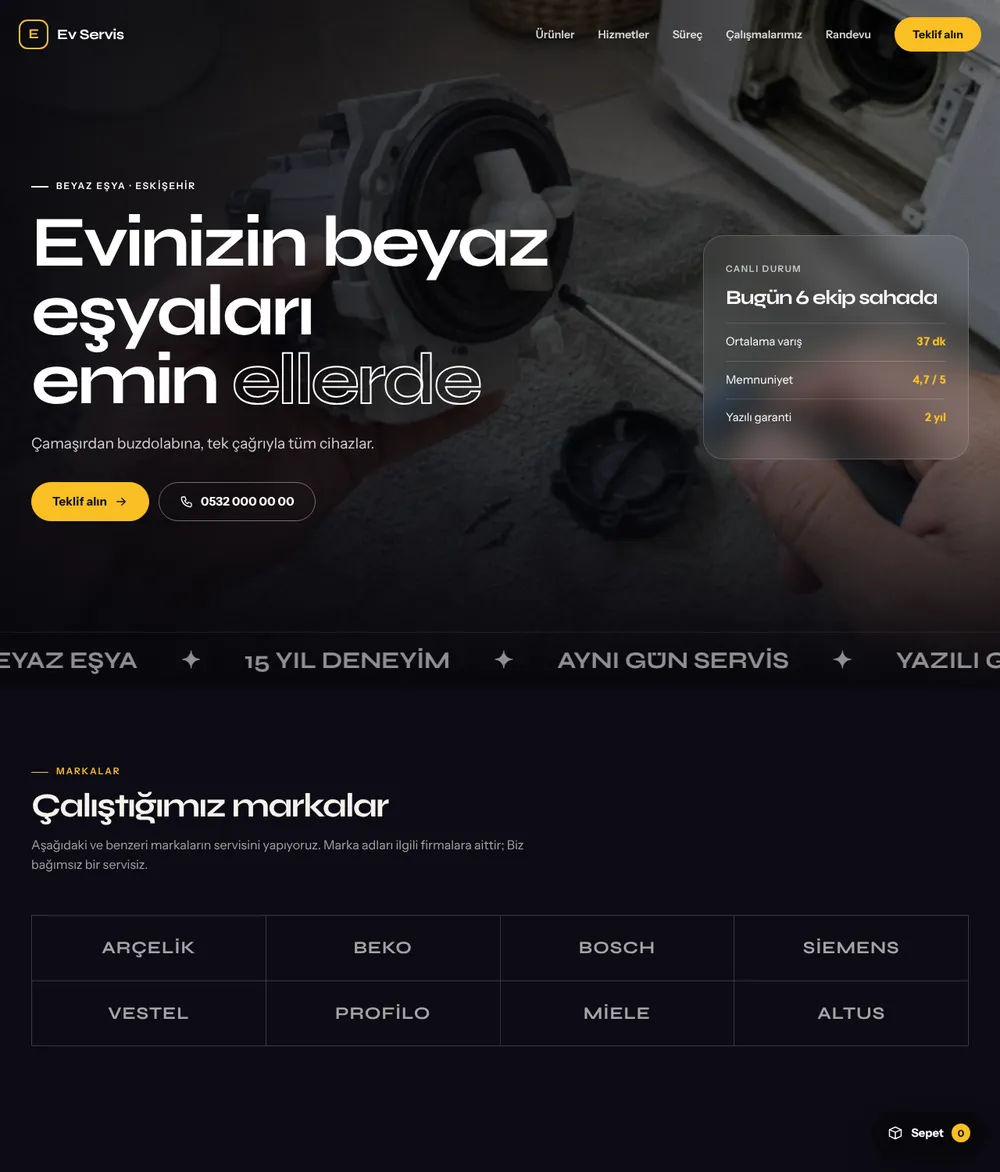 E Ev Servis
Ürünler Hizmetler Süreç Çalışmalarımız Randevu Teklif alın
BEYAZ EŞYA · ESKİŞEHİR
Evinizin beyaz
eşyaları
emin ellerde
Çamaşırdan buzdolabına, tek çağrıyla tüm cihazlar.
Teklif alın → 0532 000 00 00
CANLI DURUM
Bugün 6 ekip sahada
Ortalama varış 37 dk
Memnuniyet 4,7 / 5
Yazılı garanti 2 yıl
EYAZ EŞYA ✦ 15 YIL DENEYİM ✦ AYNI GÜN SERVİS ✦ YAZILI G
MARKALAR
Çalıştığımız markalar
Aşağıdaki ve benzeri markaların servisini yapıyoruz. Marka adları ilgili firmalara aittir; Biz
bağımsız bir servisiz.
ARÇELİK BEKO BOSCH SİEMENS
VESTEL PROFİLO MİELE ALTUS
Sepet 0